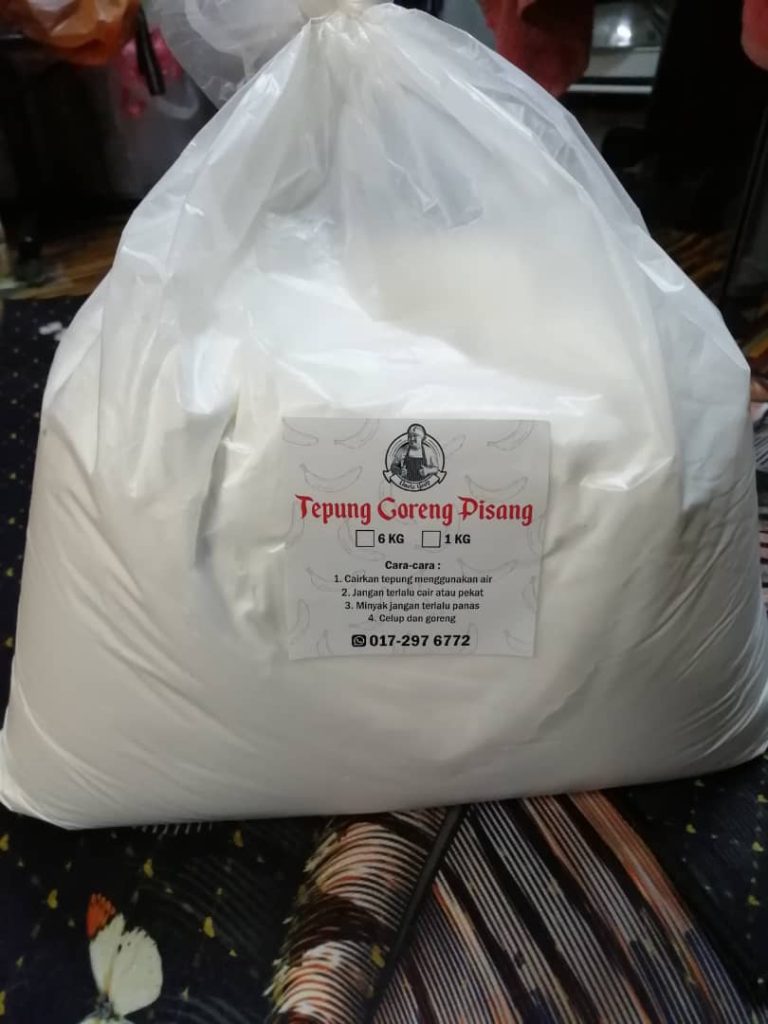 Tepung Goreng Pisang
6 KG 1 KG
Cara-cara :
1. Cairkan tepung menggunakan air
2. Jangan terlalu cair atau pekat
3. Minyak jangan terlalu panas
4. Celup dan goreng
017-297 6772